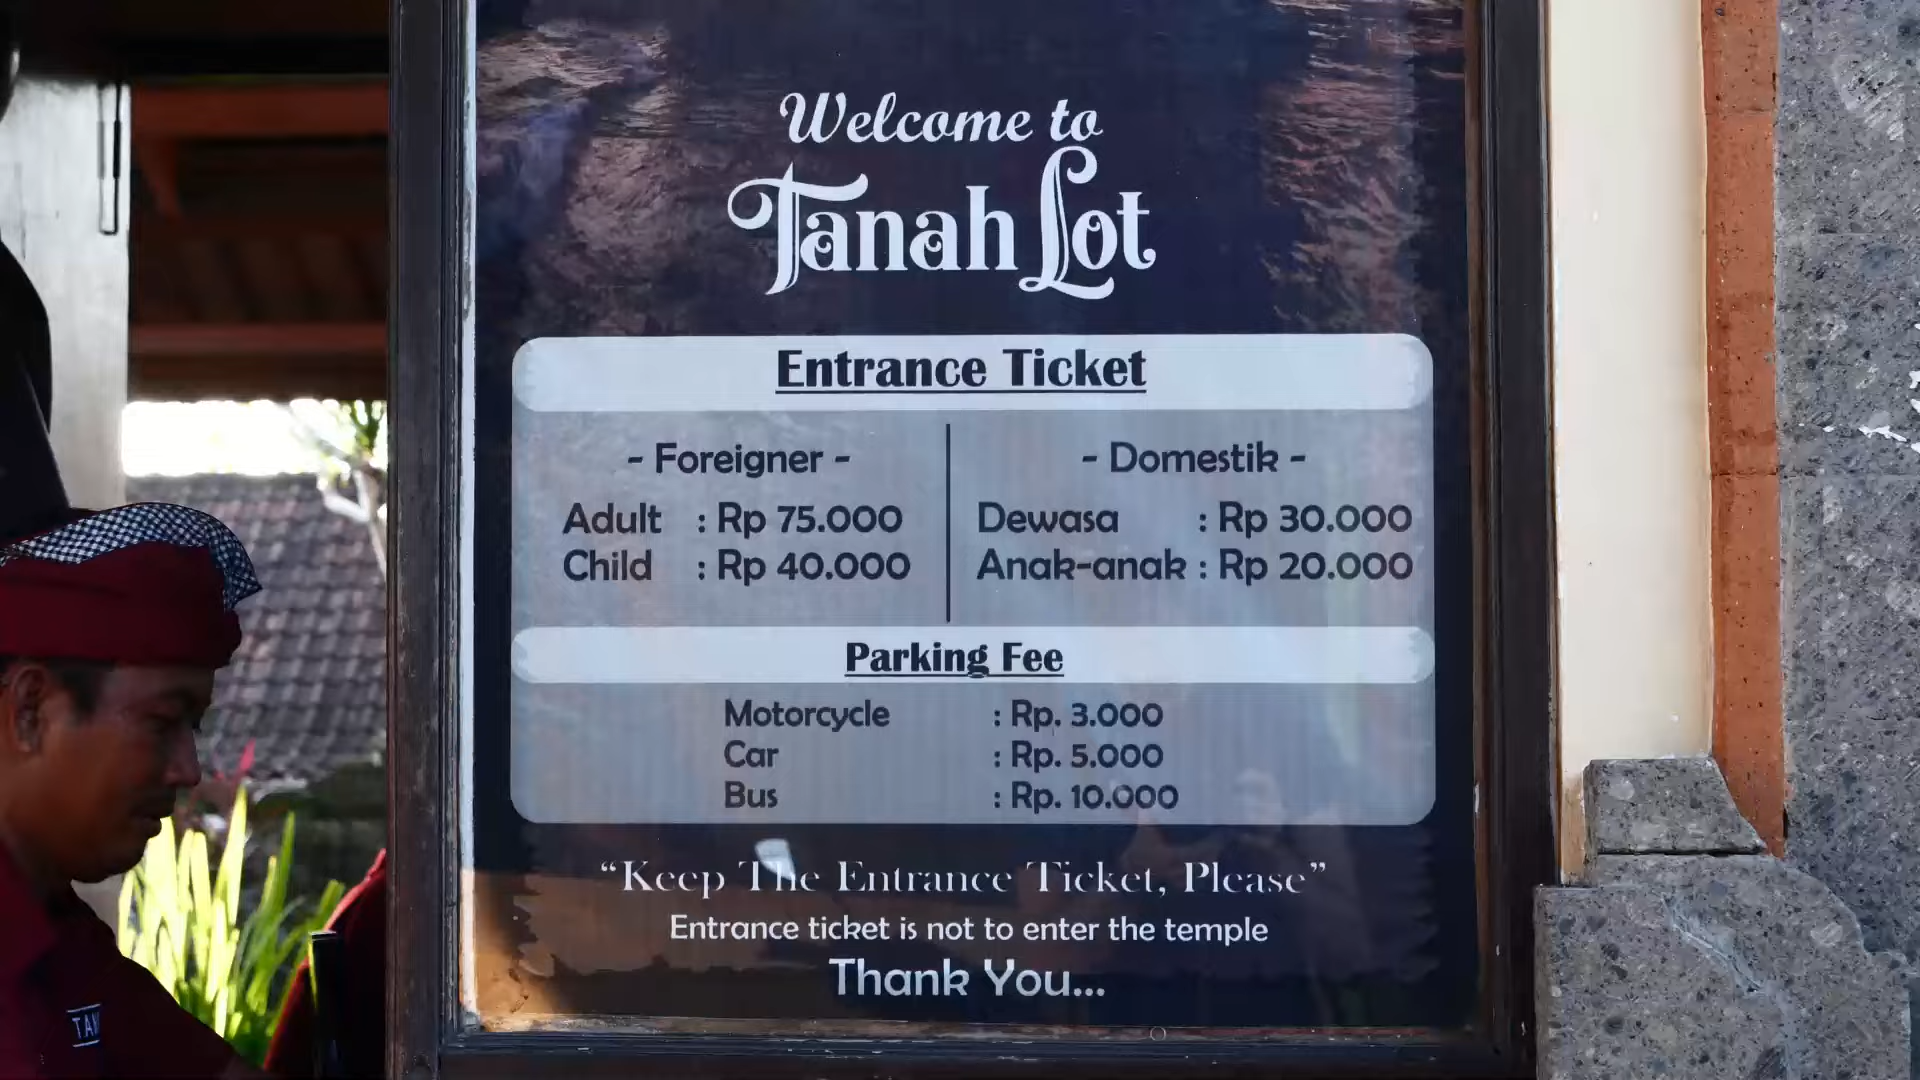 Welcome to
Tanah Lot
Entrance Ticket
- Foreigner -
Adult : Rp 75.000
Child : Rp 40.000
- Domestik -
Dewasa : Rp 30.000
Anak-anak : Rp 20.000
Parking Fee
Motorcycle : Rp. 3.000
Car : Rp. 5.000
Bus : Rp. 10.000
“Keep The Entrance Ticket, Please”
Entrance ticket is not to enter the temple
Thank You...